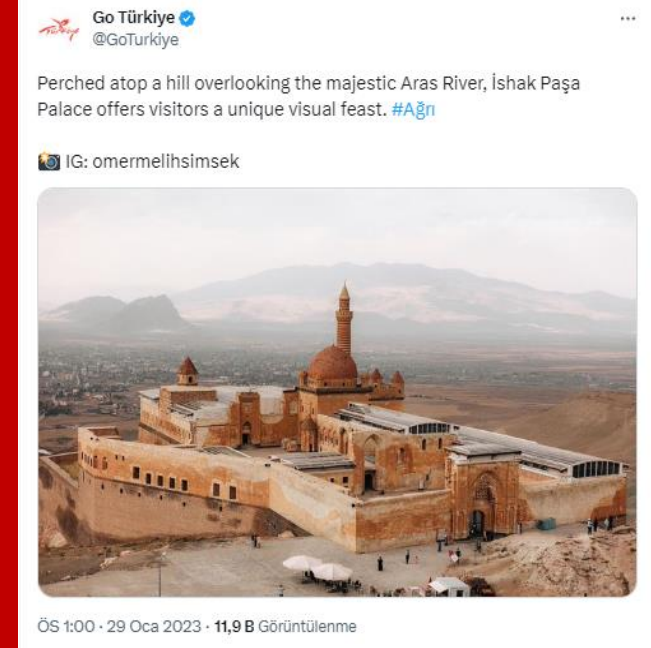 Go Türkiye
@GoTurkiye
Perched atop a hill overlooking the majestic Aras River, İshak Paşa
Palace offers visitors a unique visual feast. #Ağrı
📸 IG: omermelihsimsek
ÖS 1:00 · 29 Oca 2023 · 11,9 B Görüntülenme